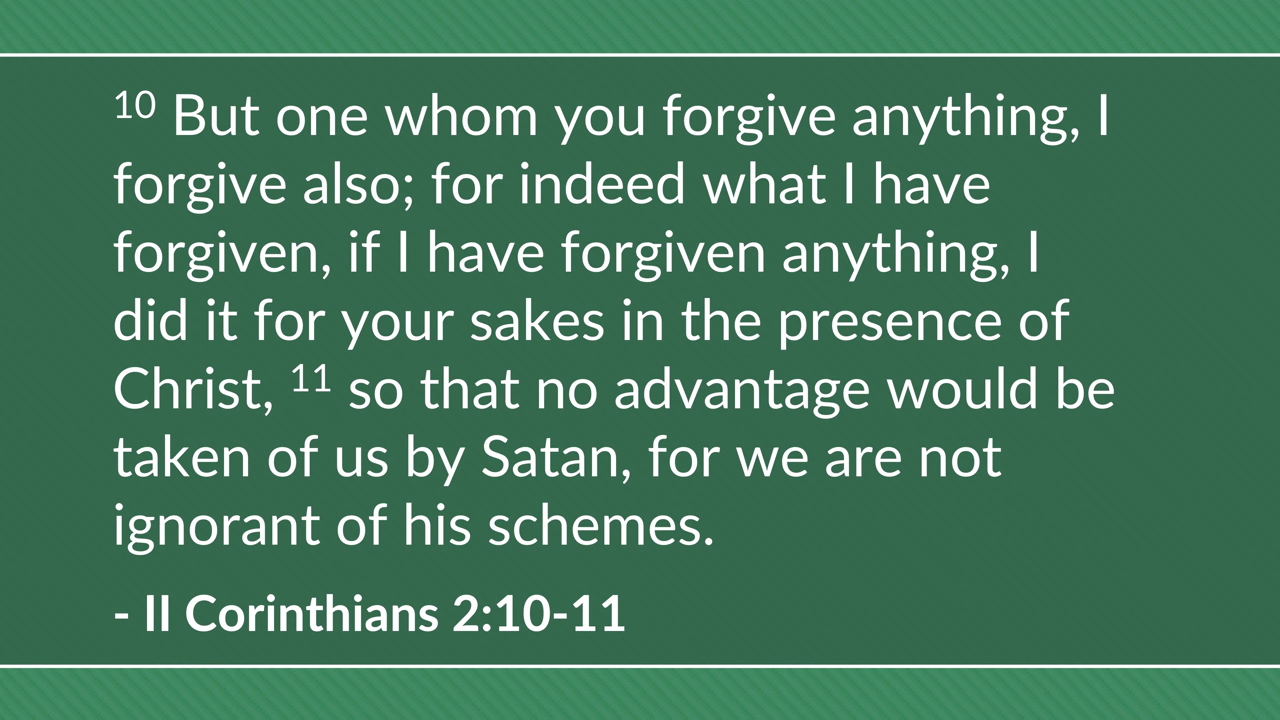 10 But one whom you forgive anything, I
forgive also; for indeed what I have
forgiven, if I have forgiven anything, I
did it for your sakes in the presence of
Christ, 11 so that no advantage would be
taken of us by Satan, for we are not
ignorant of his schemes.
- II Corinthians 2:10-11